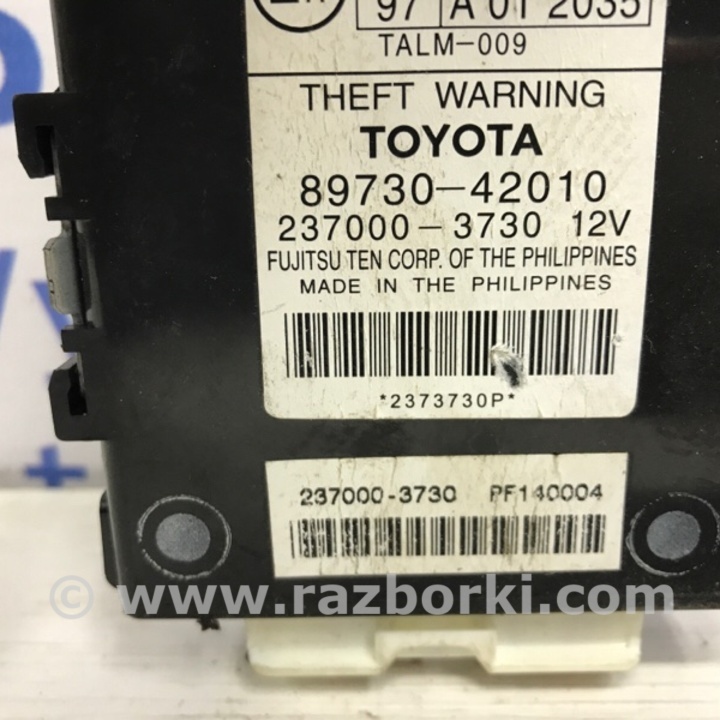 97 A 01 2035
TALM-009
THEFT WARNING
TOYOTA
89730-42010
237000-3730 12V
FUJITSU TEN CORP. OF THE PHILIPPINES
MADE IN THE PHILIPPINES
*2373730P*
237000-3730 PF140004
© www.razborki.com